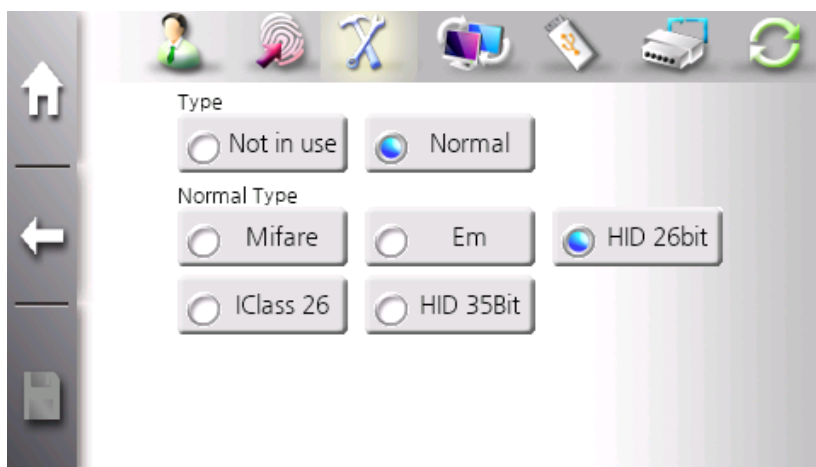 Type
Not in use Normal
Normal Type
Mifare Em HID 26bit
IClass 26 HID 35Bit